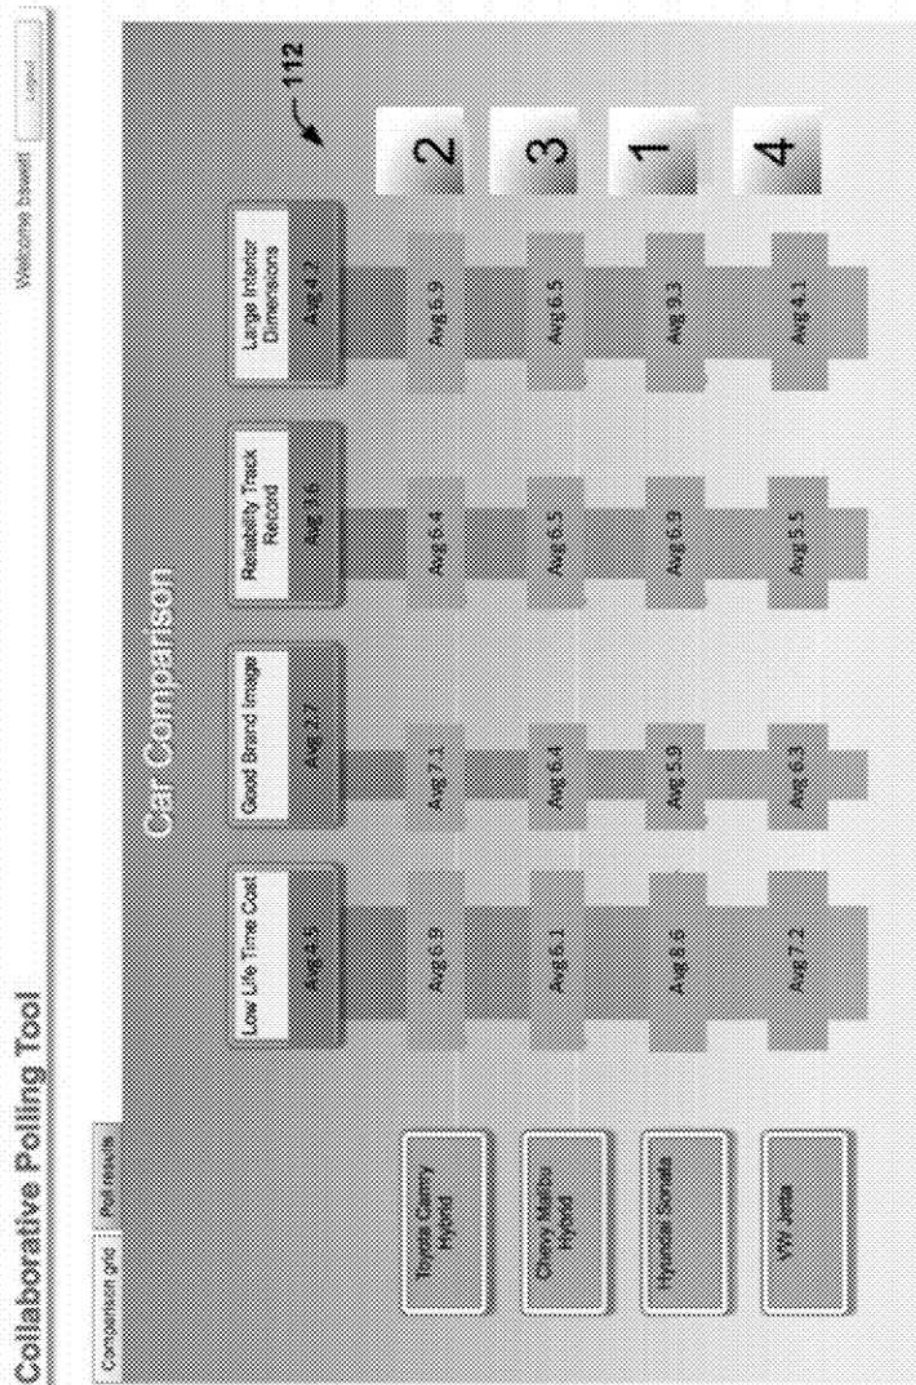 Collaborative Polling Tool
Welcome bswett
Logout
Comparison grid
Poll results
Car Comparison
112
Low Life Time Cost
Avg 4.5
Good Brand Image
Avg 2.7
Reliability Track
Record
Avg 3.6
Large Interior
Dimensions
Avg 4.2
Toyota Camry
Hybrid
Avg 6.9
Avg 7.1
Avg 6.4
Avg 6.9
2
Chevy Malibu
Hybrid
Avg 6.1
Avg 6.4
Avg 6.5
Avg 6.5
3
Hyundai Sonata
Avg 8.6
Avg 5.9
Avg 6.9
Avg 9.3
1
VW Jetta
Avg 7.2
Avg 6.3
Avg 5.5
Avg 4.1
4